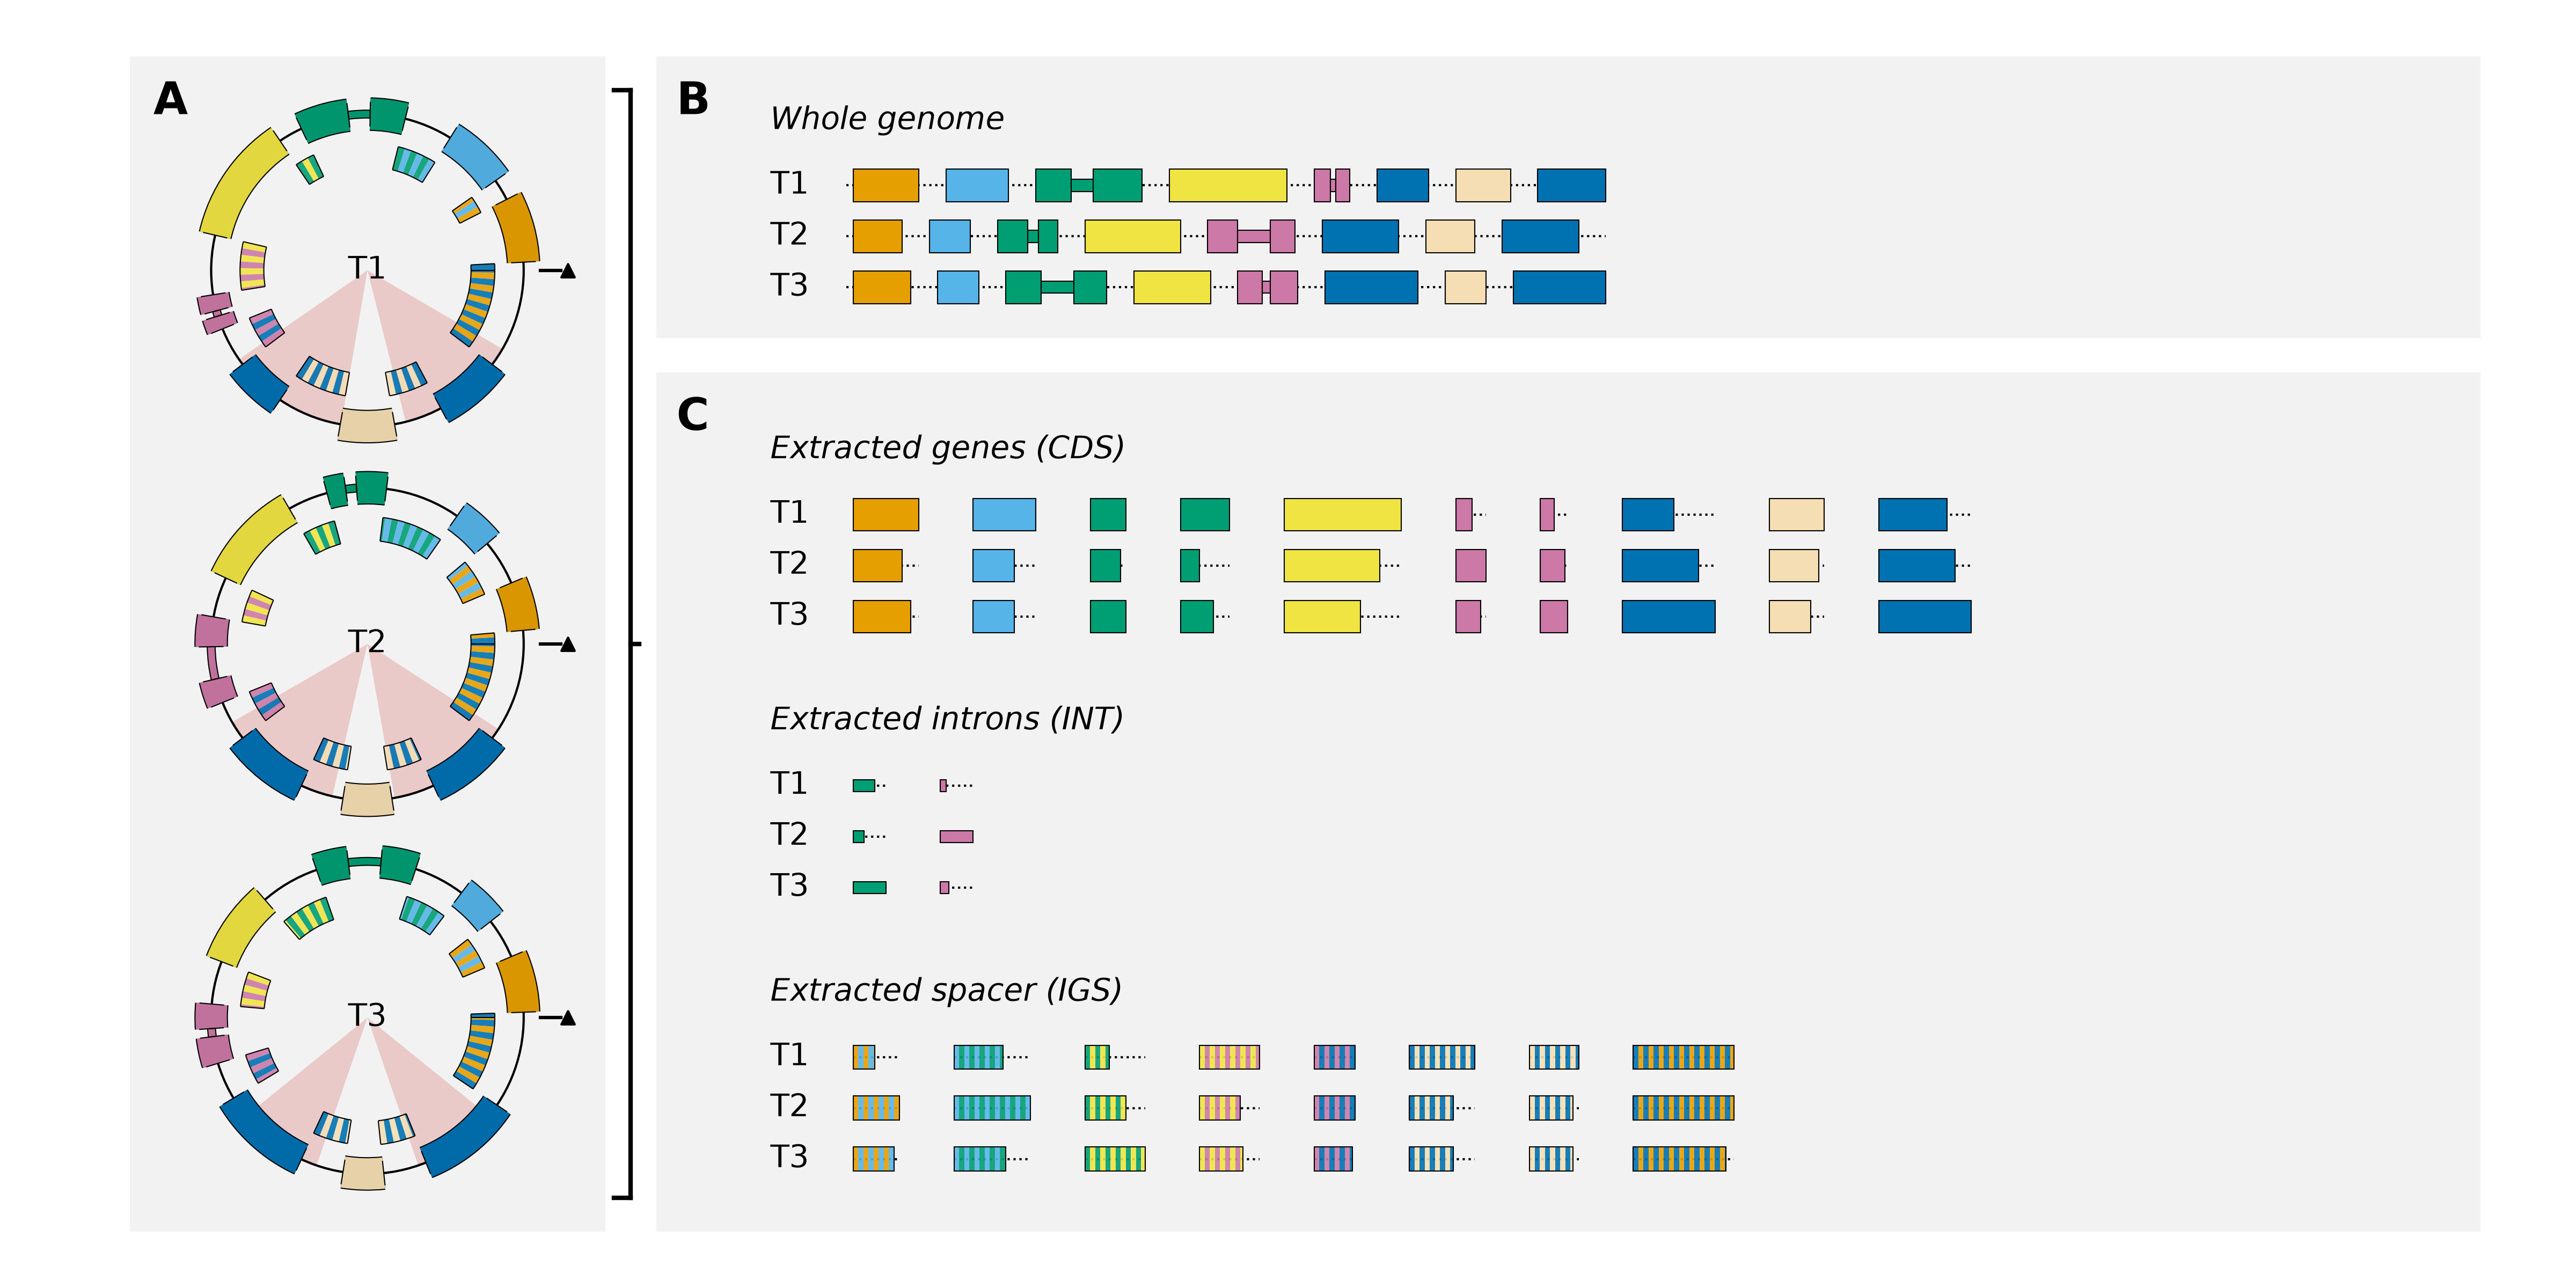 A
T1
T2
T3
B
Whole genome
T1
T2
T3
C
Extracted genes (CDS)
T1
T2
T3
Extracted introns (INT)
T1
T2
T3
Extracted spacer (IGS)
T1
T2
T3